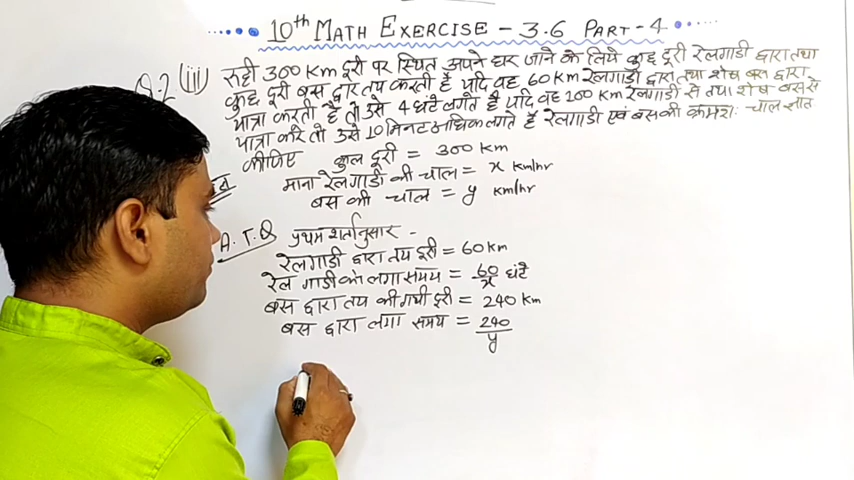 10th MATH EXERCISE - 3.6 PART - 4
Q.2 (iii) रूही 300 Km दूरी पर स्थित अपने घर जाने के लिये कुछ दूरी रेलगाडी द्वारा तथा
कुछ दूरी बस द्वारा तय करती है यदि वह 60 Km रेलगाडी द्वारा तथा शेष बस द्वारा
यात्रा करती है तो उसे 4 घंटे लगते है यदि वह 100 Km रेलगाडी से तथा शेष बस से
यात्रा करे तो उसे 10 मिनट अधिक लगते है रेलगाडी एवं बस की क्रमशः चाल ज्ञात
कीजिए कुल दूरी = 300 Km
माना रेलगाडी की चाल = x Km/hr
बस की चाल = y Km/hr
A.T.Q प्रथम शर्तानुसार -
रेलगाडी द्वारा तय दूरी = 60 Km
रेल गाडी को लगा समय = 60/x घंटे
बस द्वारा तय की गयी दूरी = 240 Km
बस द्वारा लगा समय = 240/y